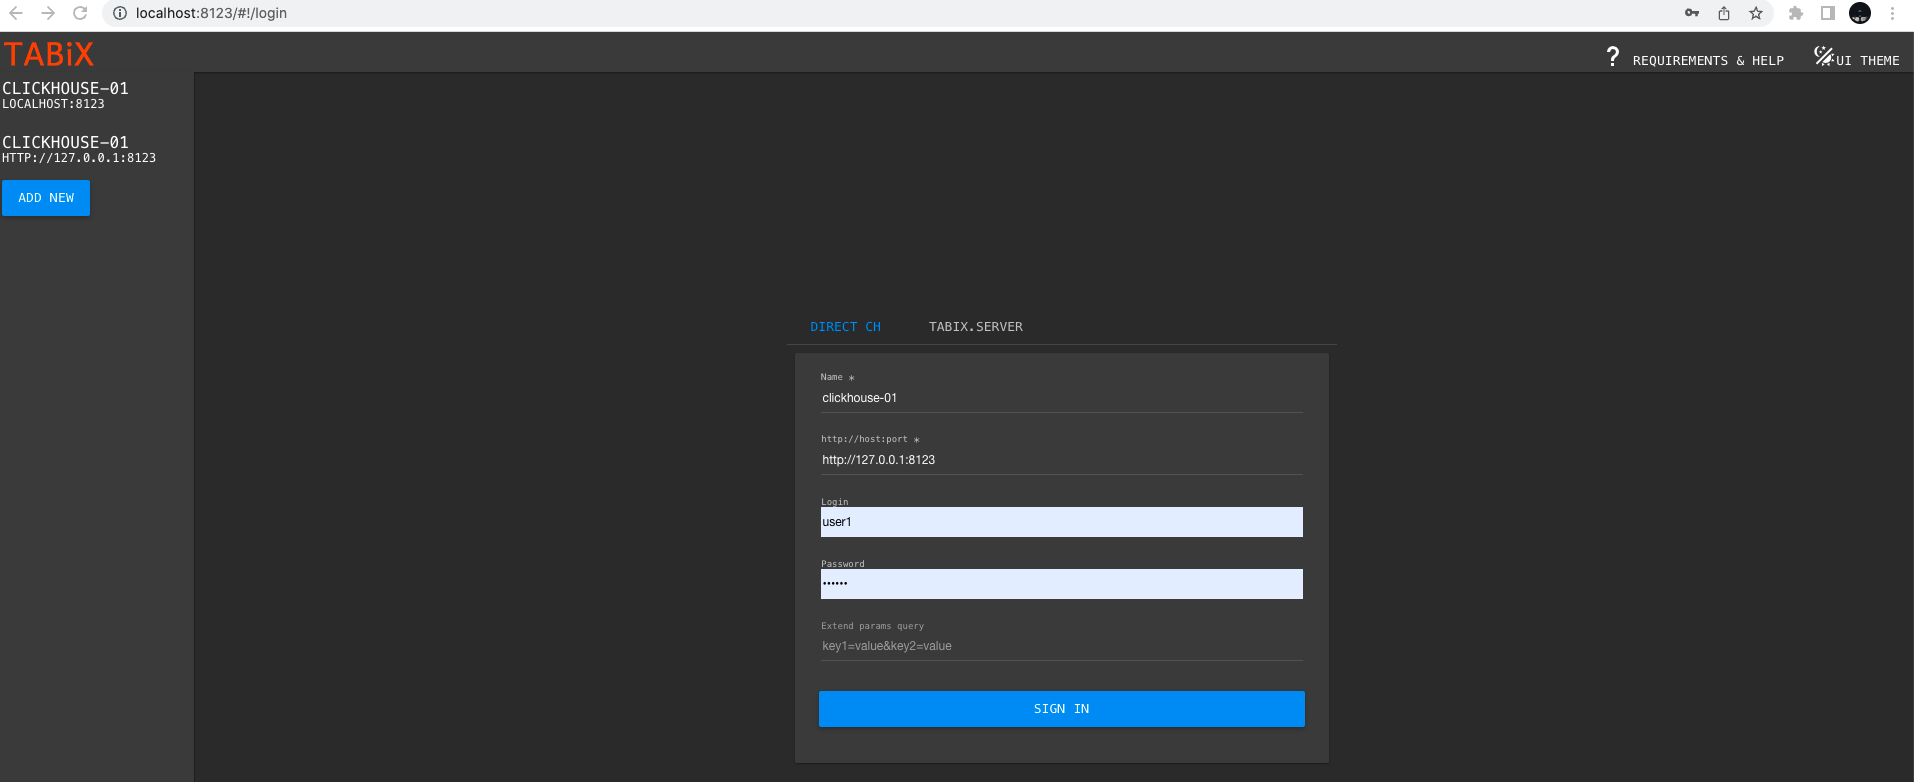 localhost:8123/#!/login
TABiX
REQUIREMENTS & HELP
UI THEME
CLICKHOUSE-01
LOCALHOST:8123
CLICKHOUSE-01
HTTP://127.0.0.1:8123
ADD NEW
DIRECT CH
TABIX.SERVER
Name *
clickhouse-01
http://host:port *
http://127.0.0.1:8123
Login
user1
Password
••••••
Extend params query
key1=value&key2=value
SIGN IN